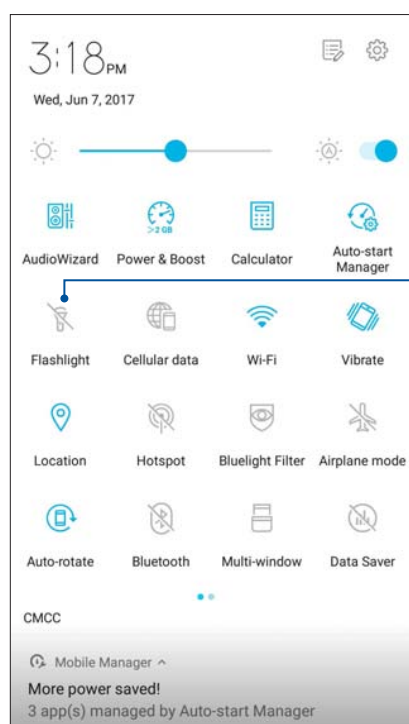 3:18PM
Wed, Jun 7, 2017
A
>2 GB
AudioWizard Power & Boost Calculator Auto-start Manager
Flashlight Cellular data Wi-Fi Vibrate
Location Hotspot Bluelight Filter Airplane mode
Auto-rotate Bluetooth Multi-window Data Saver
CMCC
Mobile Manager
More power saved!
3 app(s) managed by Auto-start Manager